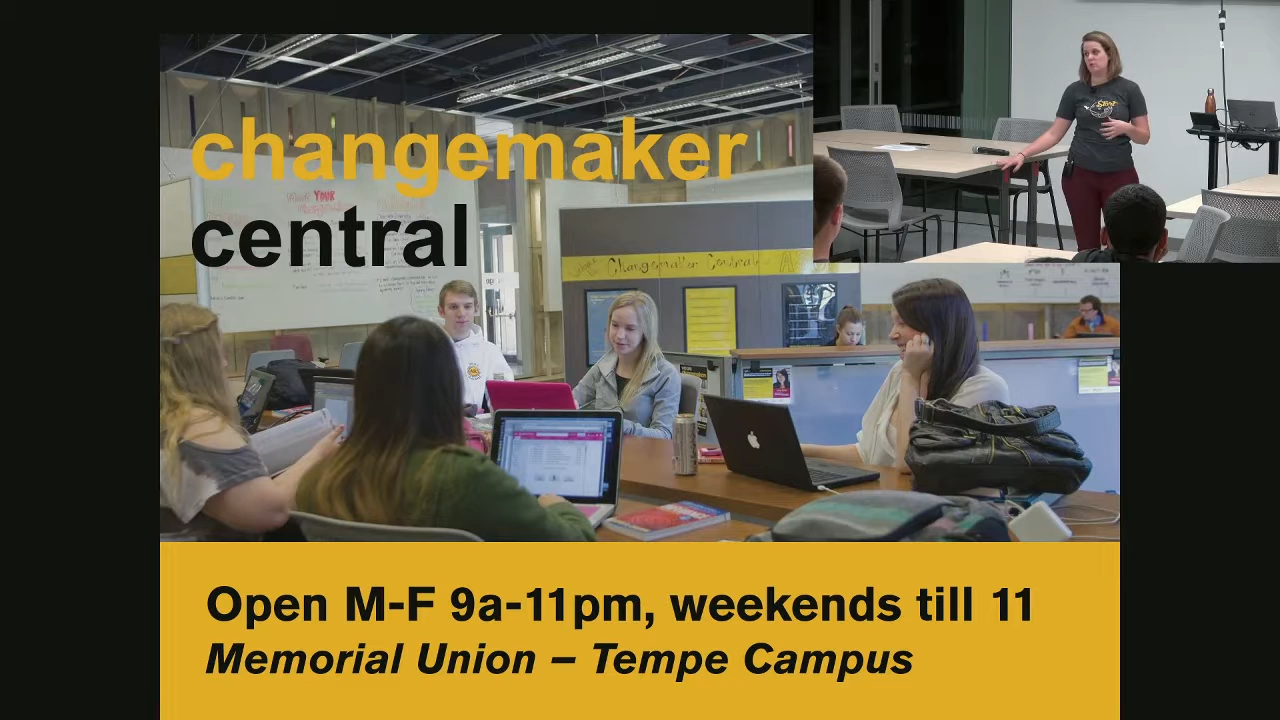 changemaker
central
Changemaker Central
Open M-F 9a-11pm, weekends till 11
Memorial Union – Tempe Campus